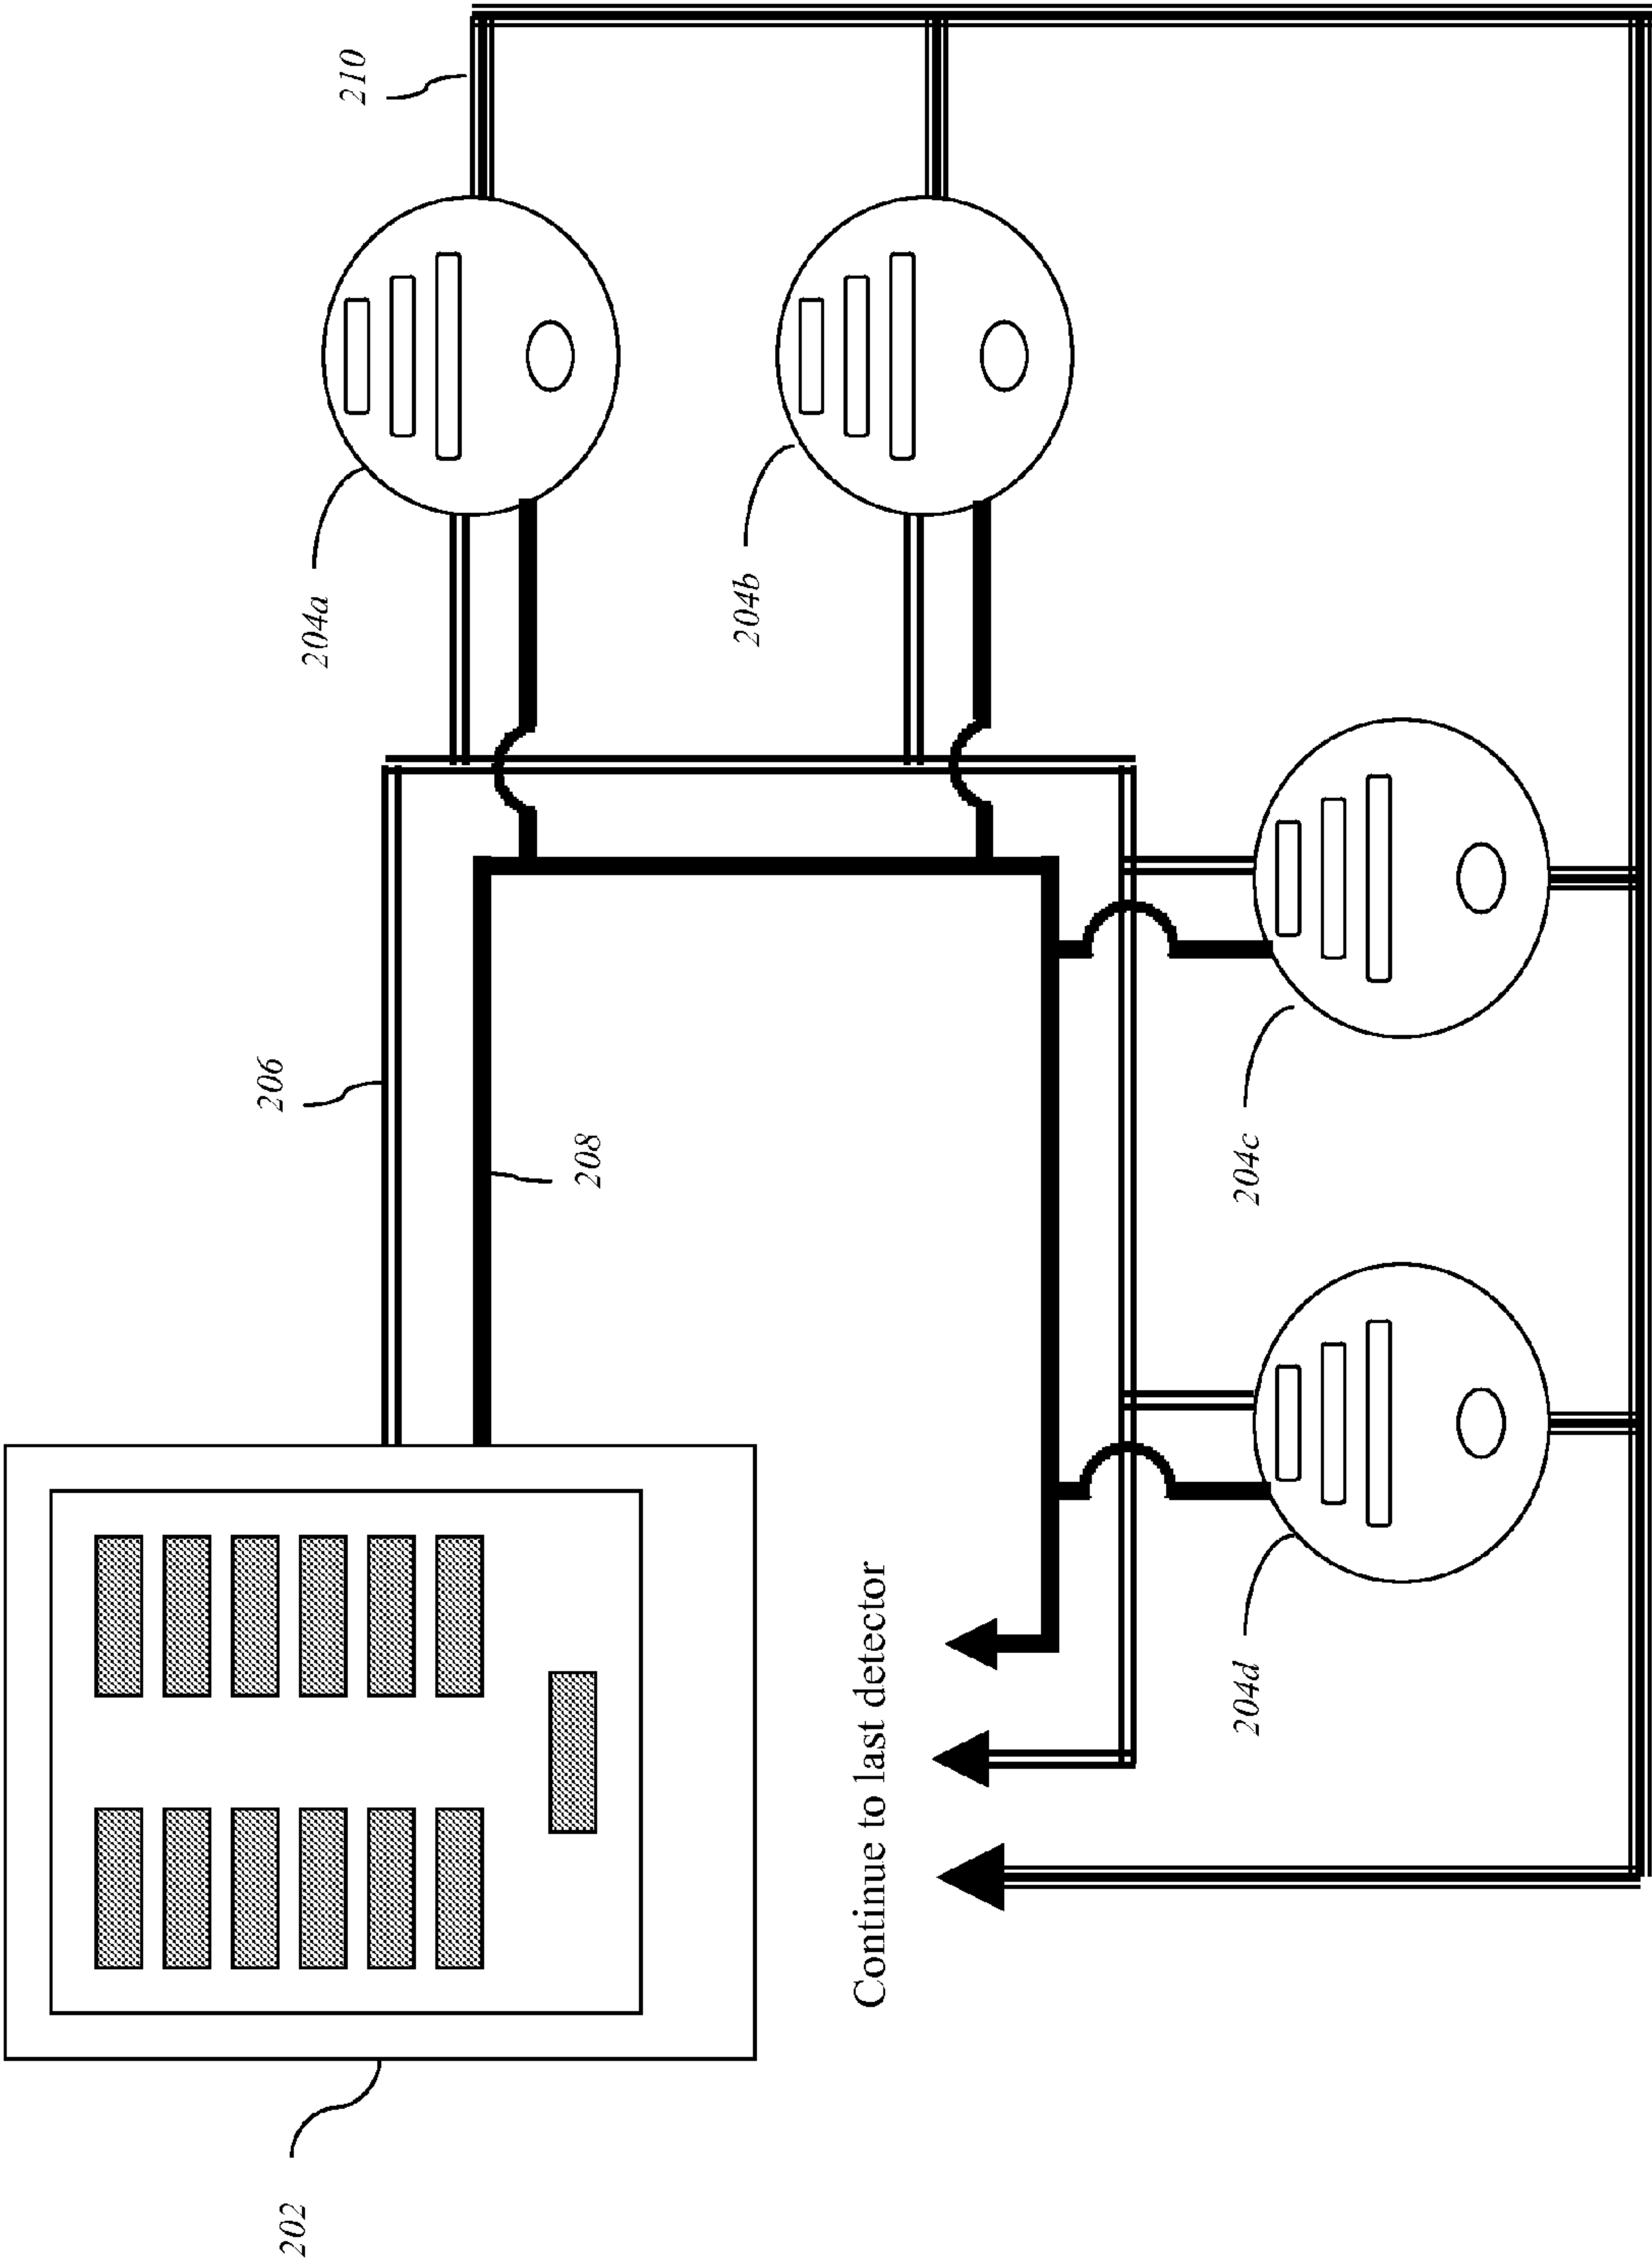 210
204a
204b
206
208
204c
204d
Continue to last detector
202